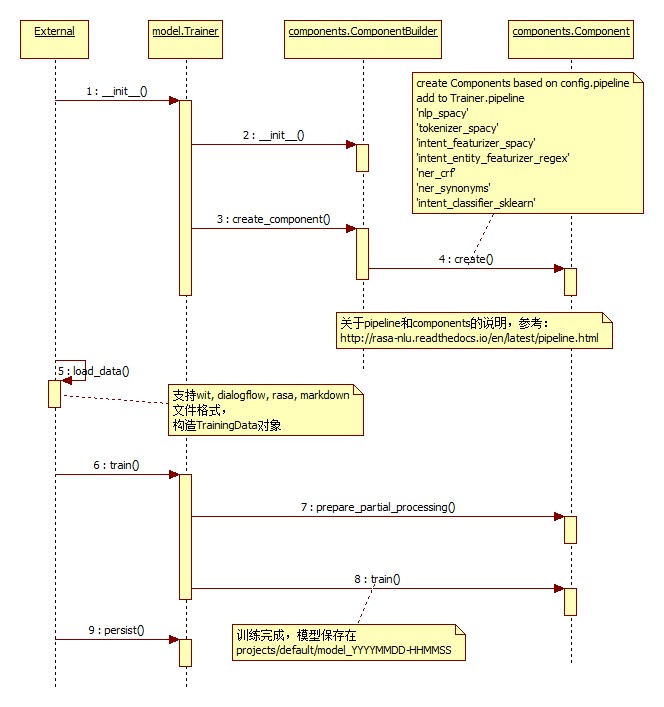 External
model.Trainer
components.ComponentBuilder
components.Component
create Components based on config.pipeline
add to Trainer.pipeline
'nlp_spacy'
'tokenizer_spacy'
'intent_featurizer_spacy'
'intent_entity_featurizer_regex'
'ner_crf'
'ner_synonyms'
'intent_classifier_sklearn'
1 : __init__()
2 : __init__()
3 : create_component()
4 : create()
关于pipeline和components的说明，参考：
http://rasa-nlu.readthedocs.io/en/latest/pipeline.html
5 : load_data()
支持wit, dialogflow, rasa, markdown
文件格式，
构造TrainingData对象
6 : train()
7 : prepare_partial_processing()
8 : train()
9 : persist()
训练完成，模型保存在
projects/default/model_YYYYMMDD-HHMMSS